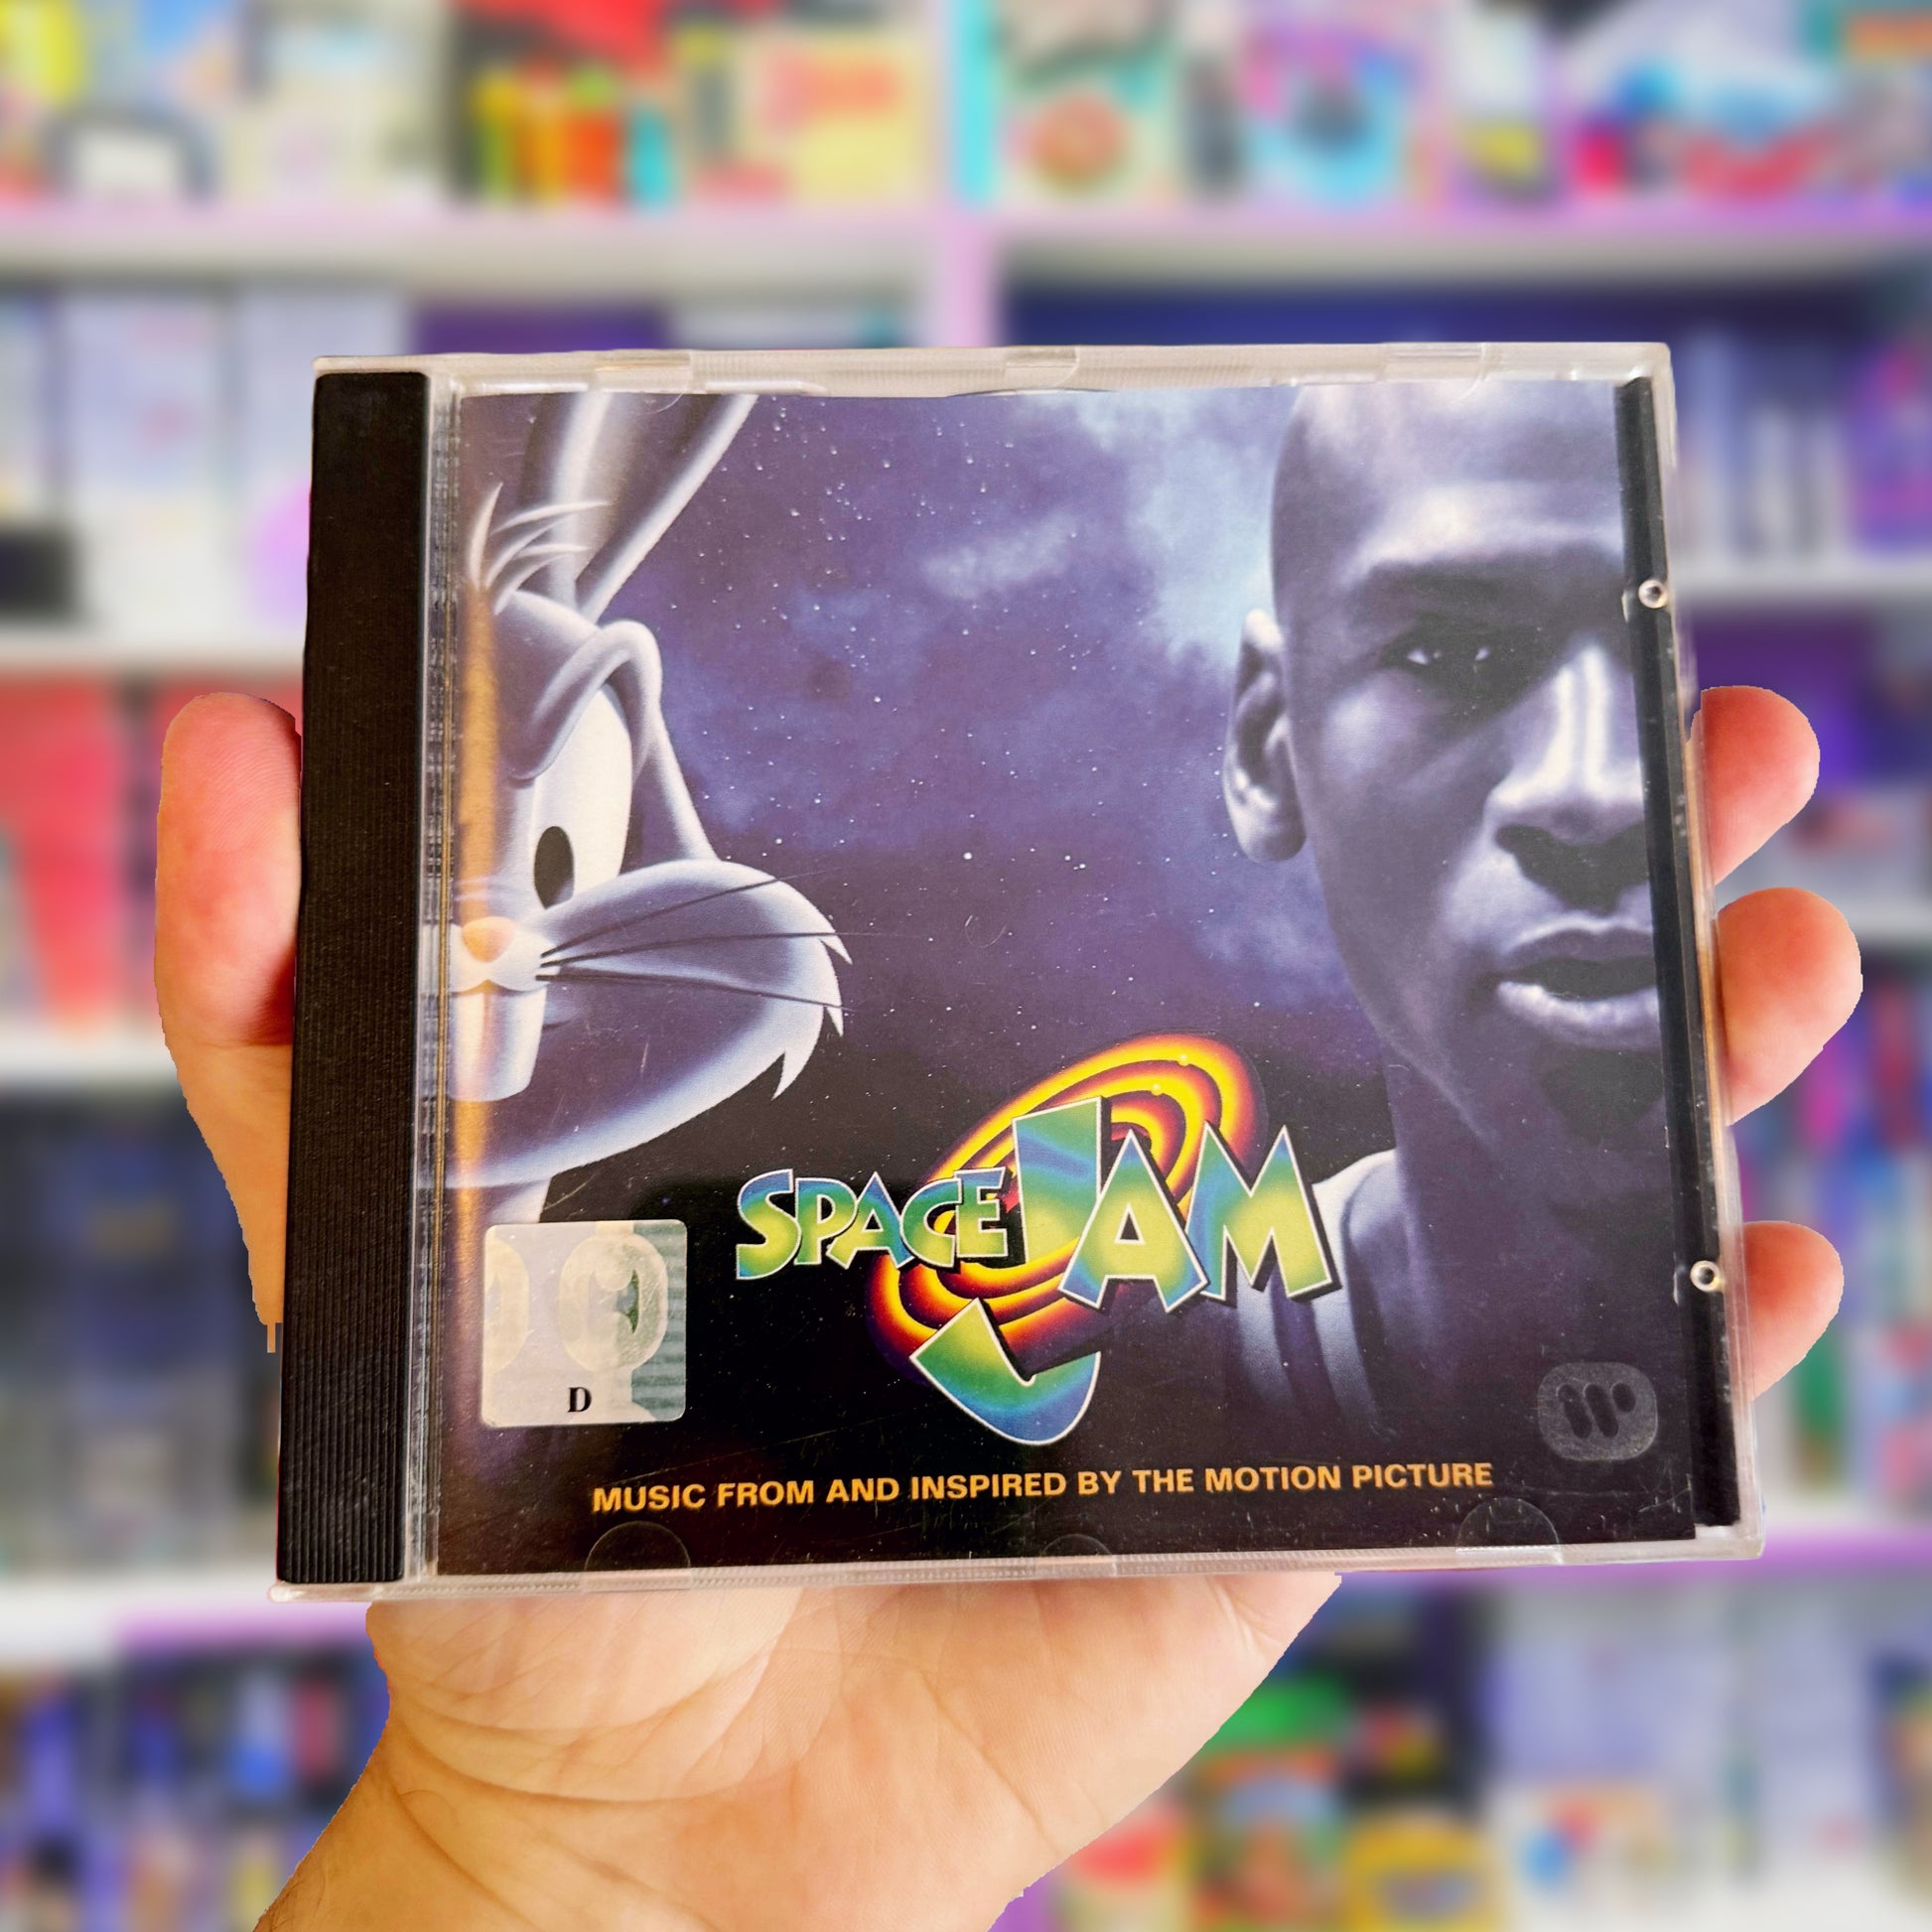 SPACE JAM
D
MUSIC FROM AND INSPIRED BY THE MOTION PICTURE